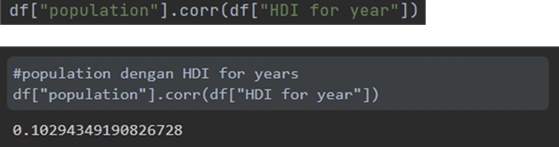 df["population"].corr(df["HDI for year"])
#population dengan HDI for years
df["population"].corr(df["HDI for year"])
0.10294349190826728